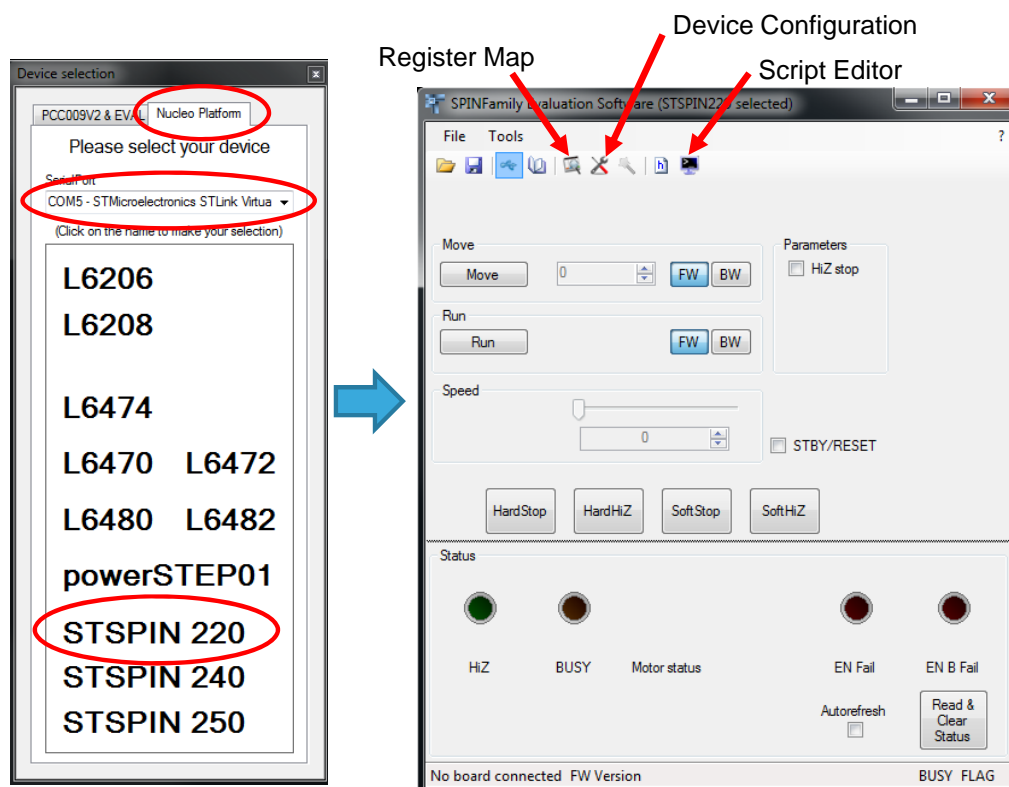 Device Configuration
Register Map
Script Editor
Device selection
PCC009V2 & EVAL
Nucleo Platform
Please select your device
SerialPort
COM5 - STMicroelectronics STLink Virtua
(Click on the name to make your selection)
L6206
L6208
L6474
L6470 L6472
L6480 L6482
powerSTEP01
STSPIN 220
STSPIN 240
STSPIN 250
SPINFamily Evaluation Software (STSPIN220 selected)
File Tools ?
h
Move Parameters
Move 0 FW BW HiZ stop
Run
Run FW BW
Speed
0
STBY/RESET
HardStop HardHiZ SoftStop SoftHiZ
Status
HiZ BUSY Motor status EN Fail EN B Fail
Autorefresh
Read &
Clear
Status
No board connected FW Version BUSY FLAG